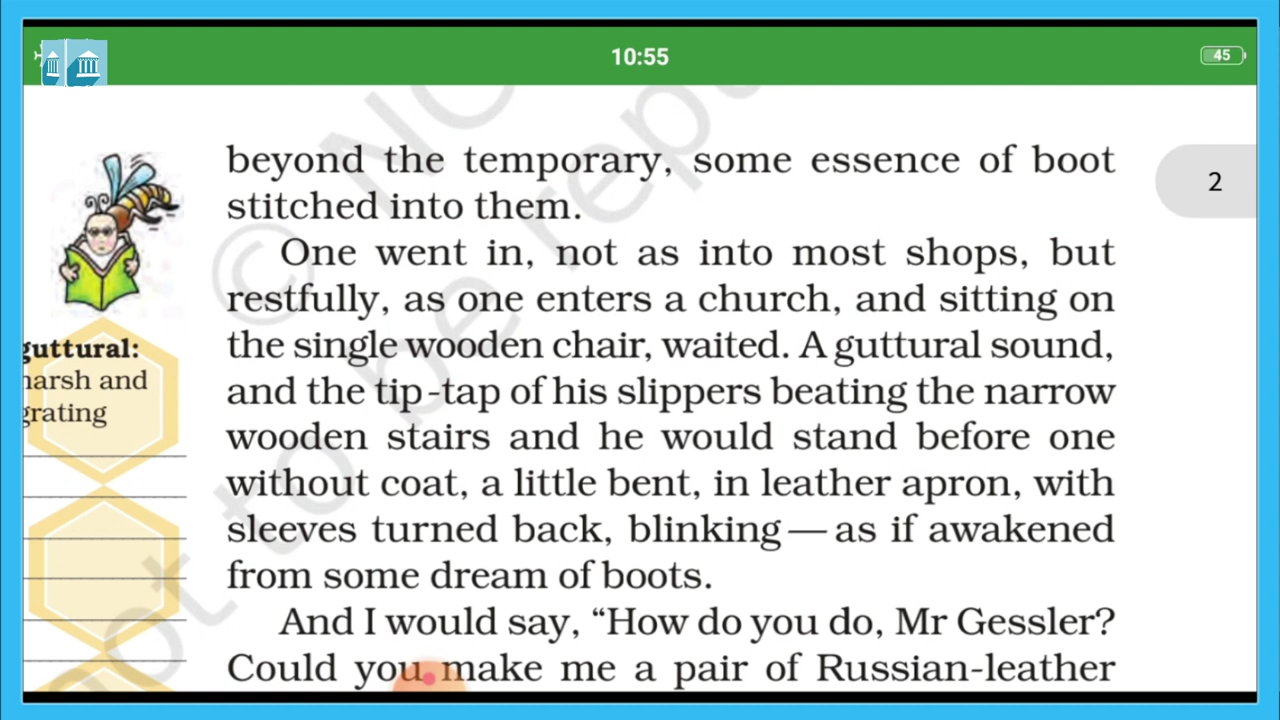 10:55
45
beyond the temporary, some essence of boot
stitched into them.
2
One went in, not as into most shops, but
restfully, as one enters a church, and sitting on
the single wooden chair, waited. A guttural sound,
and the tip-tap of his slippers beating the narrow
wooden stairs and he would stand before one
without coat, a little bent, in leather apron, with
sleeves turned back, blinking — as if awakened
from some dream of boots.
And I would say, “How do you do, Mr Gessler?
Could you make me a pair of Russian-leather
guttural:
harsh and
grating
©
not to be